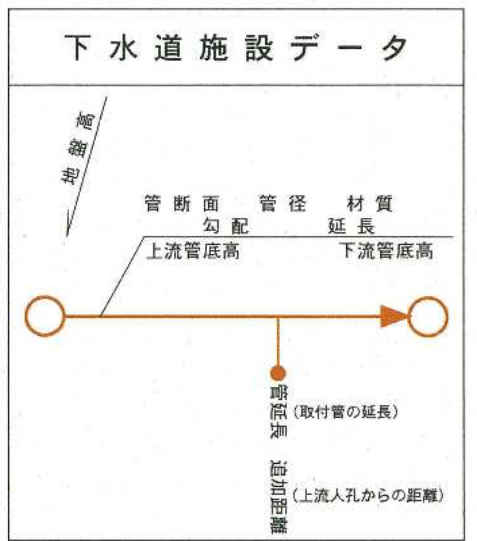 下水道施設データ
地盤高
管断面 管径 材質
勾配 延長
上流管底高 下流管底高
管延長 (取付管の延長)
追加距離 (上流人孔からの距離)